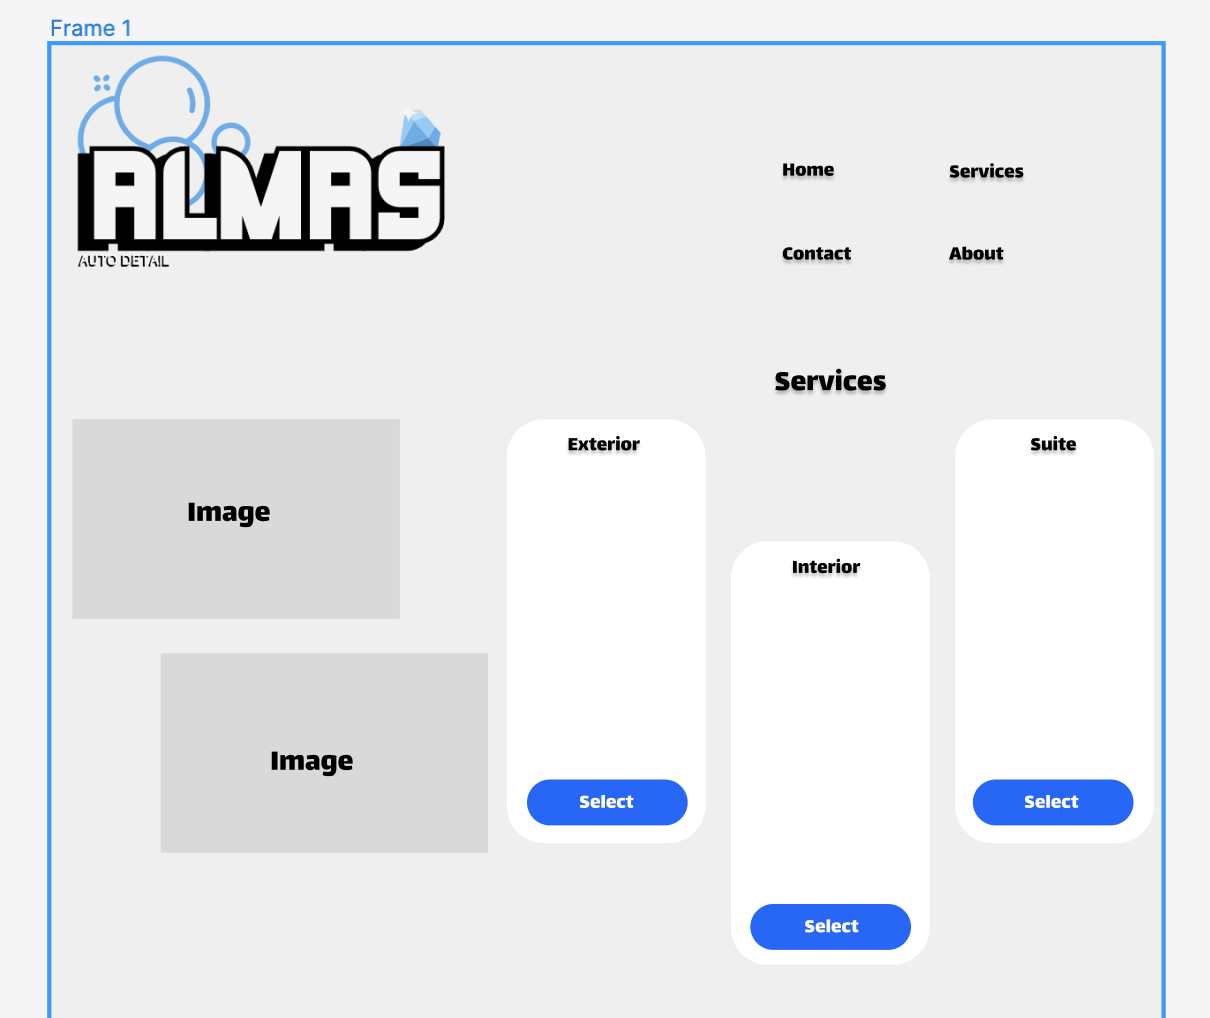 Frame 1
ALMAS
AUTO DETAIL
Home
Services
Contact
About
Services
Image
Image
Exterior
Select
Interior
Select
Suite
Select